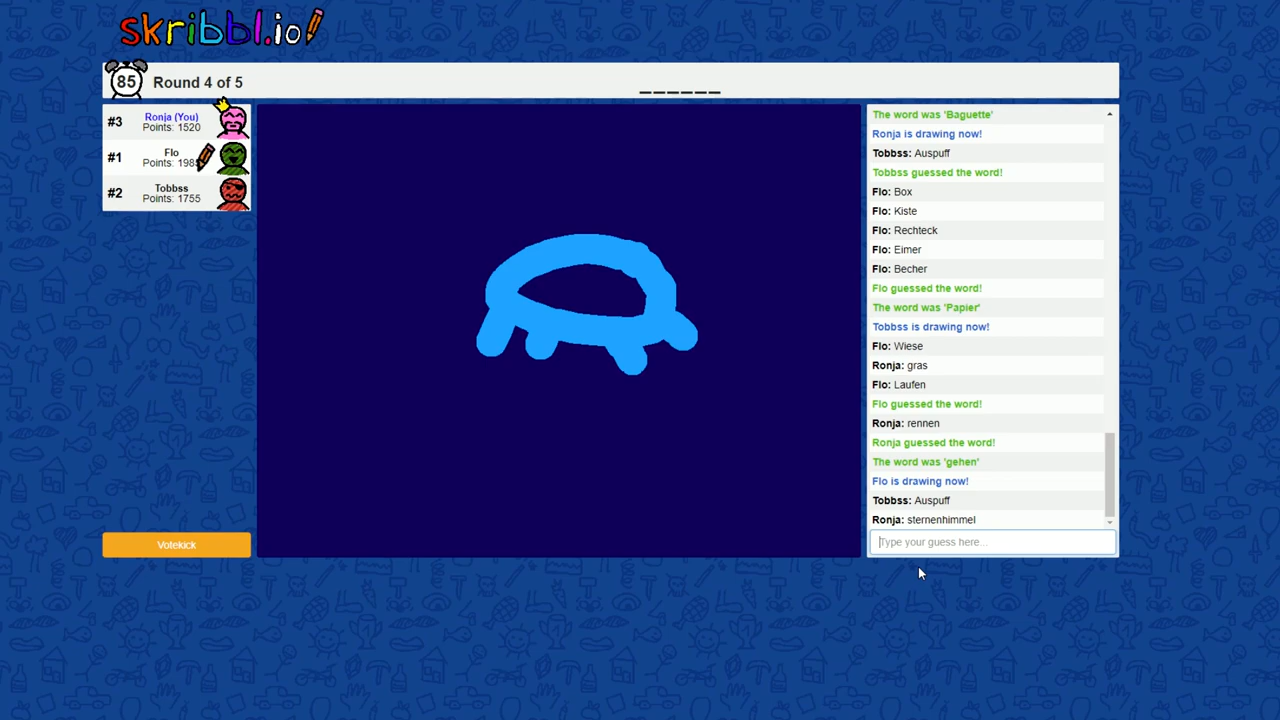 skribbl.io
85
Round 4 of 5
______
#3
Ronja (You)
Points: 1520
#1
Flo
Points: 198
#2
Tobbss
Points: 1755
Votekick
The word was 'Baguette'
Ronja is drawing now!
Tobbss: Auspuff
Tobbss guessed the word!
Flo: Box
Flo: Kiste
Flo: Rechteck
Flo: Eimer
Flo: Becher
Flo guessed the word!
The word was 'Papier'
Tobbss is drawing now!
Flo: Wiese
Ronja: gras
Flo: Laufen
Flo guessed the word!
Ronja: rennen
Ronja guessed the word!
The word was 'gehen'
Flo is drawing now!
Tobbss: Auspuff
Ronja: sternenhimmel
Type your guess here...